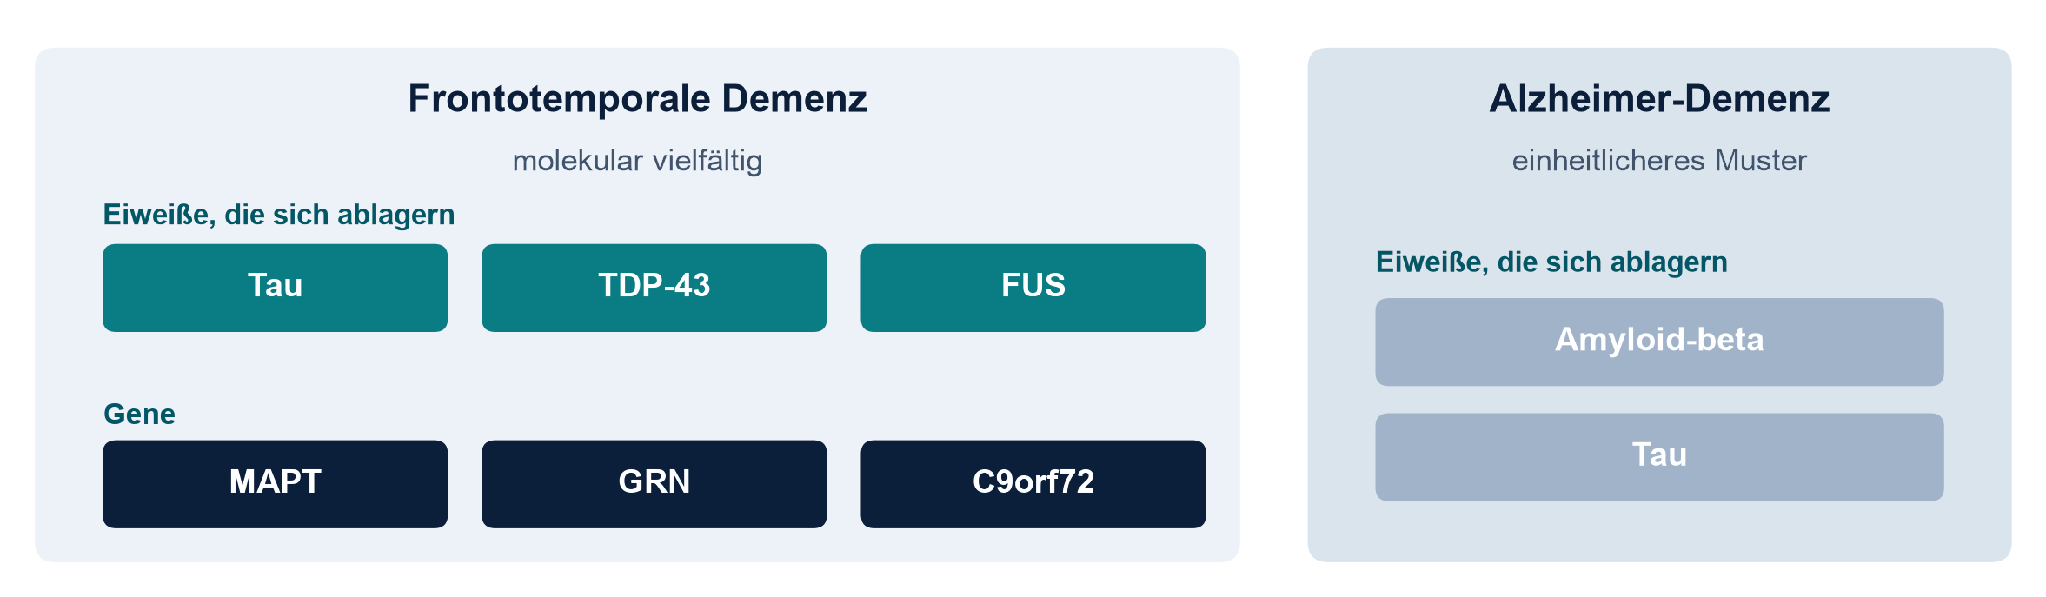 Frontotemporale Demenz
molekular vielfältig
Eiweiße, die sich ablagern
Tau
TDP-43
FUS
Gene
MAPT
GRN
C9orf72
Alzheimer-Demenz
einheitlicheres Muster
Eiweiße, die sich ablagern
Amyloid-beta
Tau